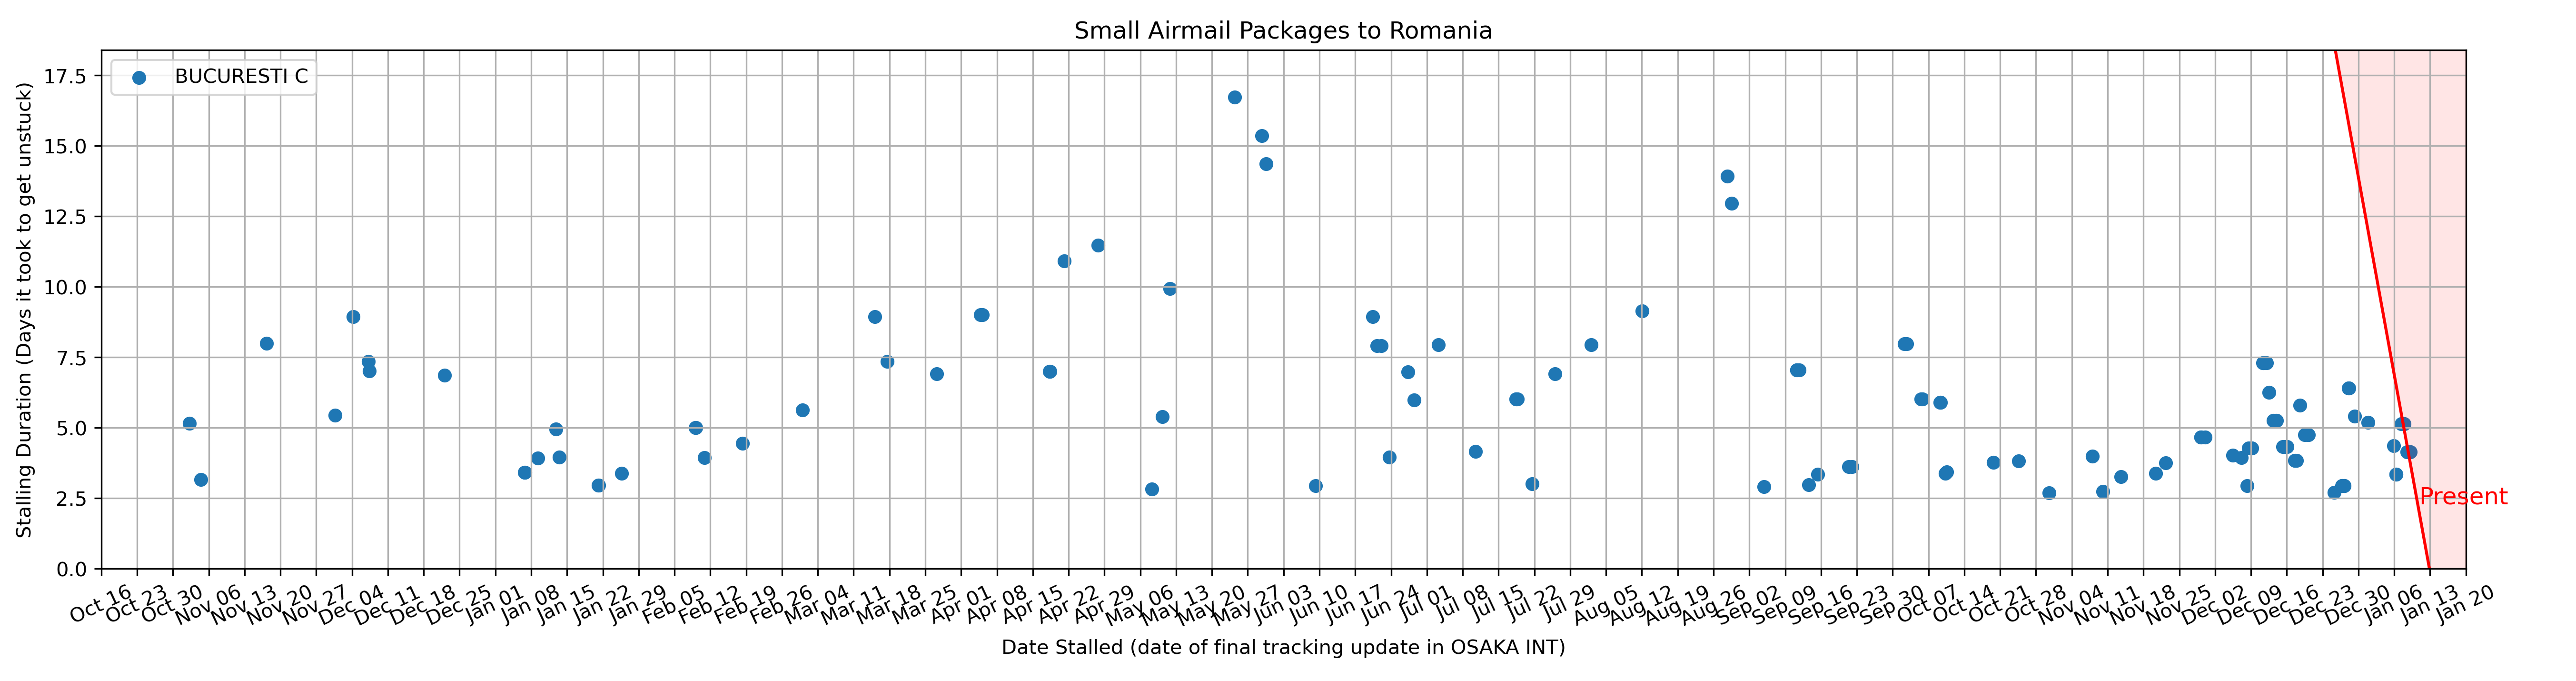 Small Airmail Packages to Romania
BUCURESTI C
Stalling Duration (Days it took to get unstuck)
17.5
15.0
12.5
10.0
7.5
5.0
2.5
0.0
Present
Oct 16 Oct 23 Oct 30 Nov 06 Nov 13 Nov 20 Nov 27 Dec 04 Dec 11 Dec 18 Dec 25 Jan 01 Jan 08 Jan 15 Jan 22 Jan 29 Feb 05 Feb 12 Feb 19 Feb 26 Mar 04 Mar 11 Mar 18 Mar 25 Apr 01 Apr 08 Apr 15 Apr 22 Apr 29 May 06 May 13 May 20 May 27 Jun 03 Jun 10 Jun 17 Jun 24 Jul 01 Jul 08 Jul 15 Jul 22 Jul 29 Aug 05 Aug 12 Aug 19 Aug 26 Sep 02 Sep 09 Sep 16 Sep 23 Sep 30 Oct 07 Oct 14 Oct 21 Oct 28 Nov 04 Nov 11 Nov 18 Nov 25 Dec 02 Dec 09 Dec 16 Dec 23 Dec 30 Jan 06 Jan 13 Jan 20
Date Stalled (date of final tracking update in OSAKA INT)